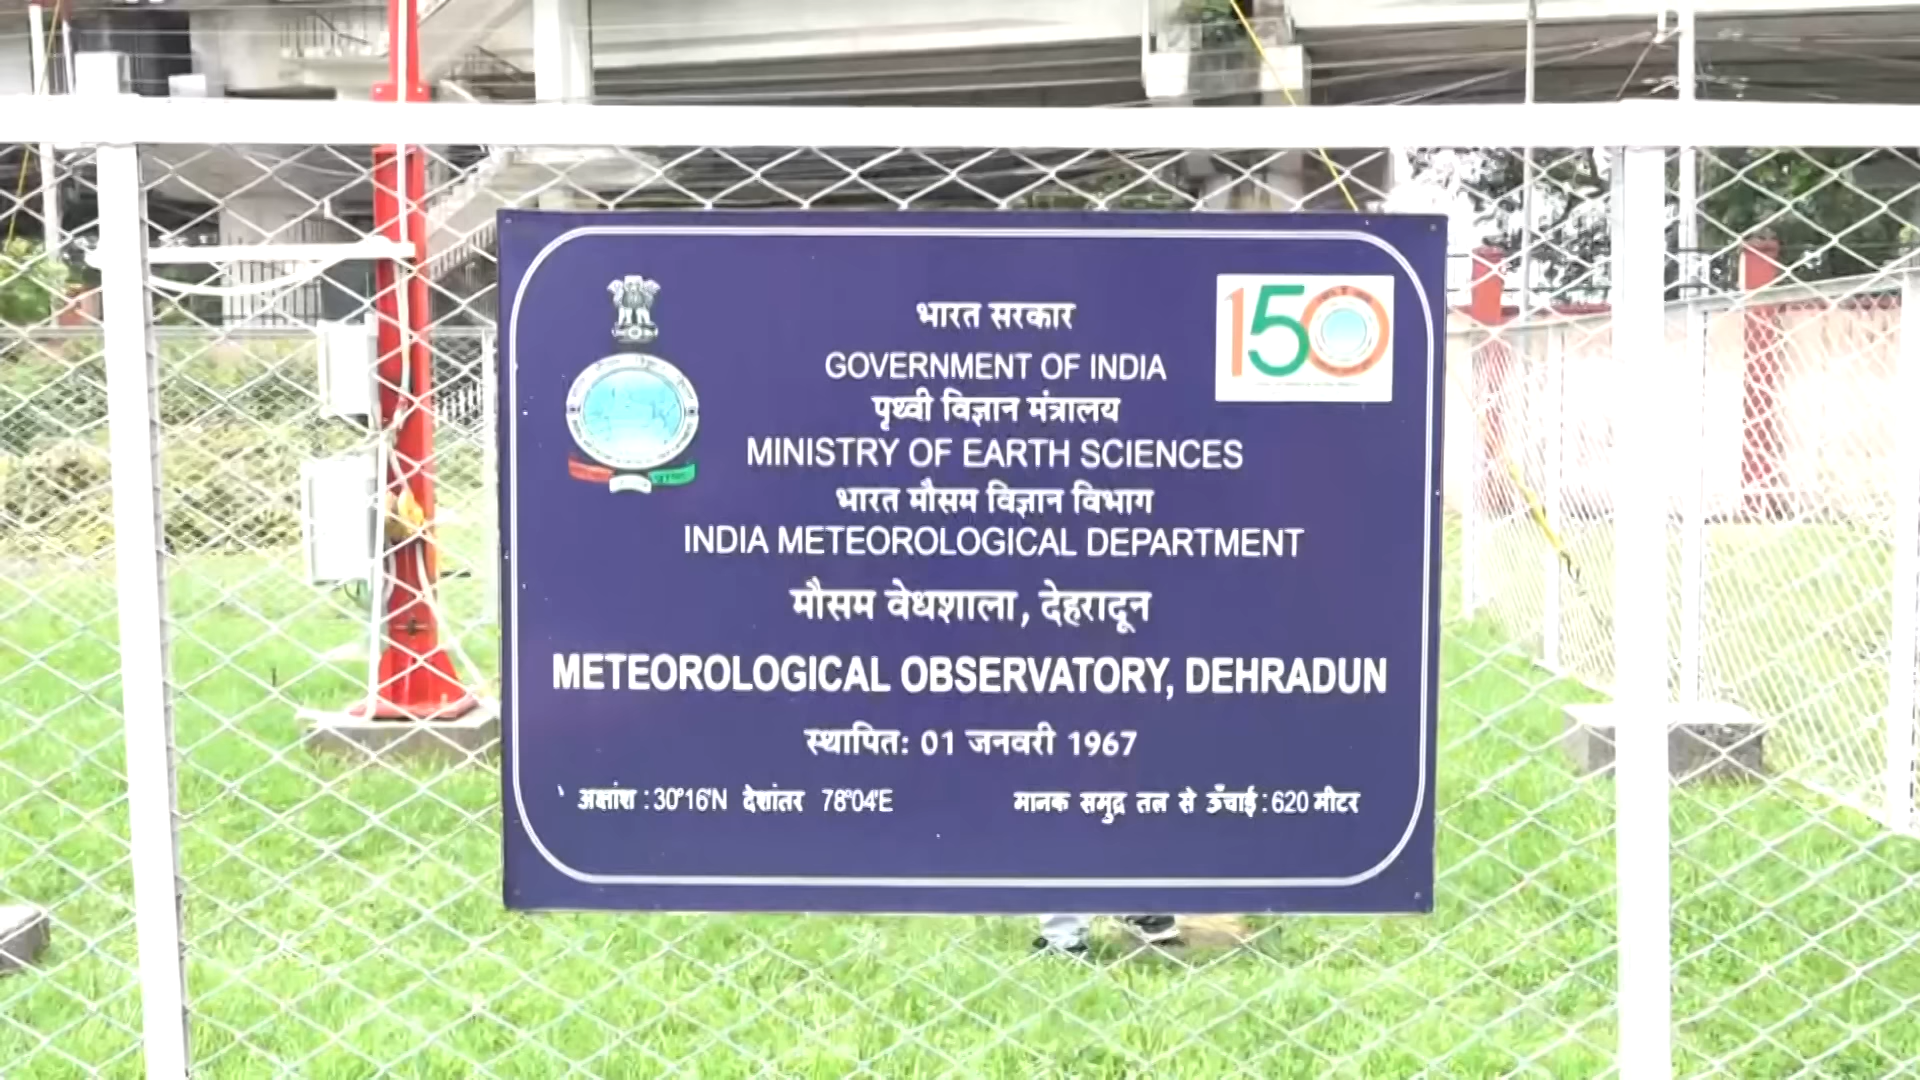 150
भारत सरकार
GOVERNMENT OF INDIA
पृथ्वी विज्ञान मंत्रालय
MINISTRY OF EARTH SCIENCES
भारत मौसम विज्ञान विभाग
INDIA METEOROLOGICAL DEPARTMENT
मौसम वेधशाला, देहरादून
METEOROLOGICAL OBSERVATORY, DEHRADUN
स्थापित: 01 जनवरी 1967
अक्षांश : 30°16'N देशांतर 78°04'E मानक समुद्र तल से ऊँचाई : 620 मीटर